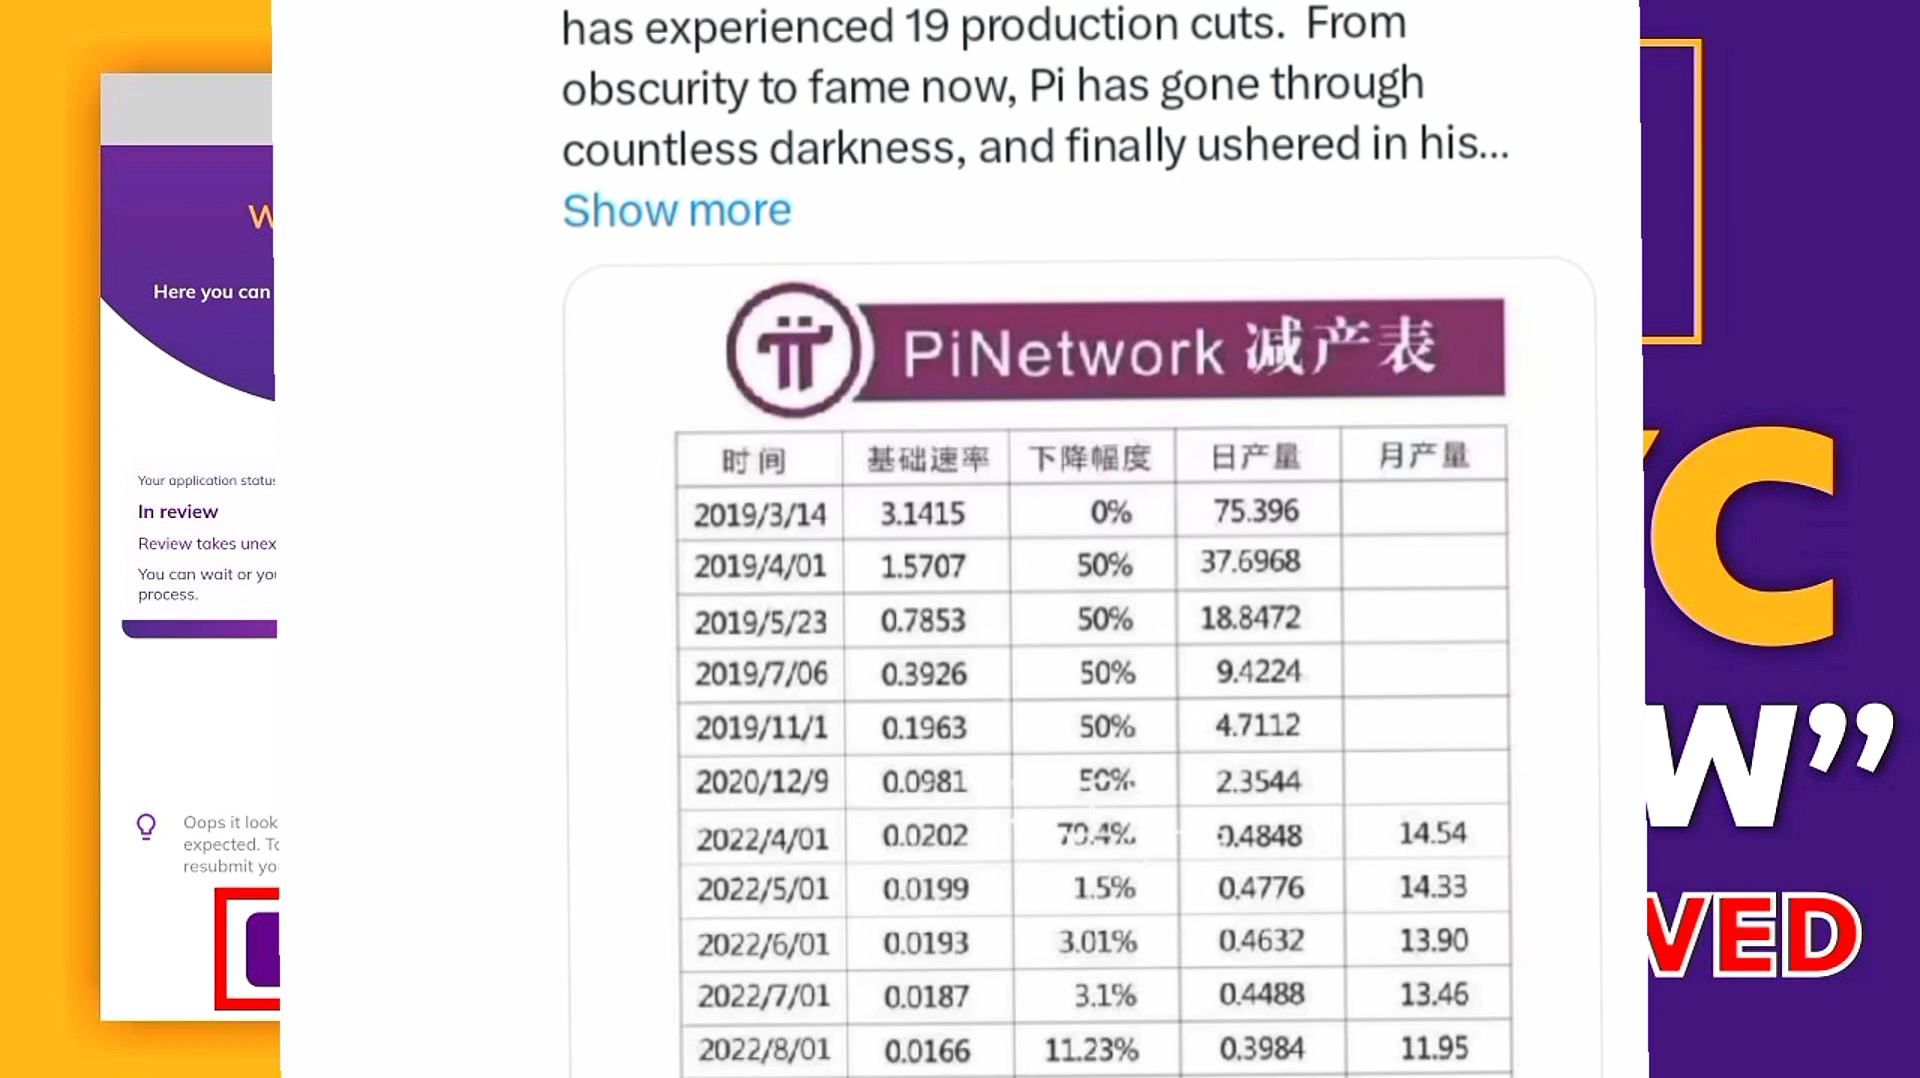 has experienced 19 production cuts. From
obscurity to fame now, Pi has gone through
countless darkness, and finally ushered in his...
Show more
PiNetwork 减产表
时间 基础速率 下降幅度 日产量 月产量
2019/3/14 3.1415 0% 75.396
2019/4/01 1.5707 50% 37.6968
2019/5/23 0.7853 50% 18.8472
2019/7/06 0.3926 50% 9.4224
2019/11/1 0.1963 50% 4.7112
2020/12/9 0.0981 50% 2.3544
2022/4/01 0.0202 79.4% 0.4848 14.54
2022/5/01 0.0199 1.5% 0.4776 14.33
2022/6/01 0.0193 3.01% 0.4632 13.90
2022/7/01 0.0187 3.1% 0.4488 13.46
2022/8/01 0.0166 11.23% 0.3984 11.95
W
Here you can
Your application status
In review
Review takes unex
You can wait or you
process.
Oops it look
expected. To
resubmit you
YC
W”
VED